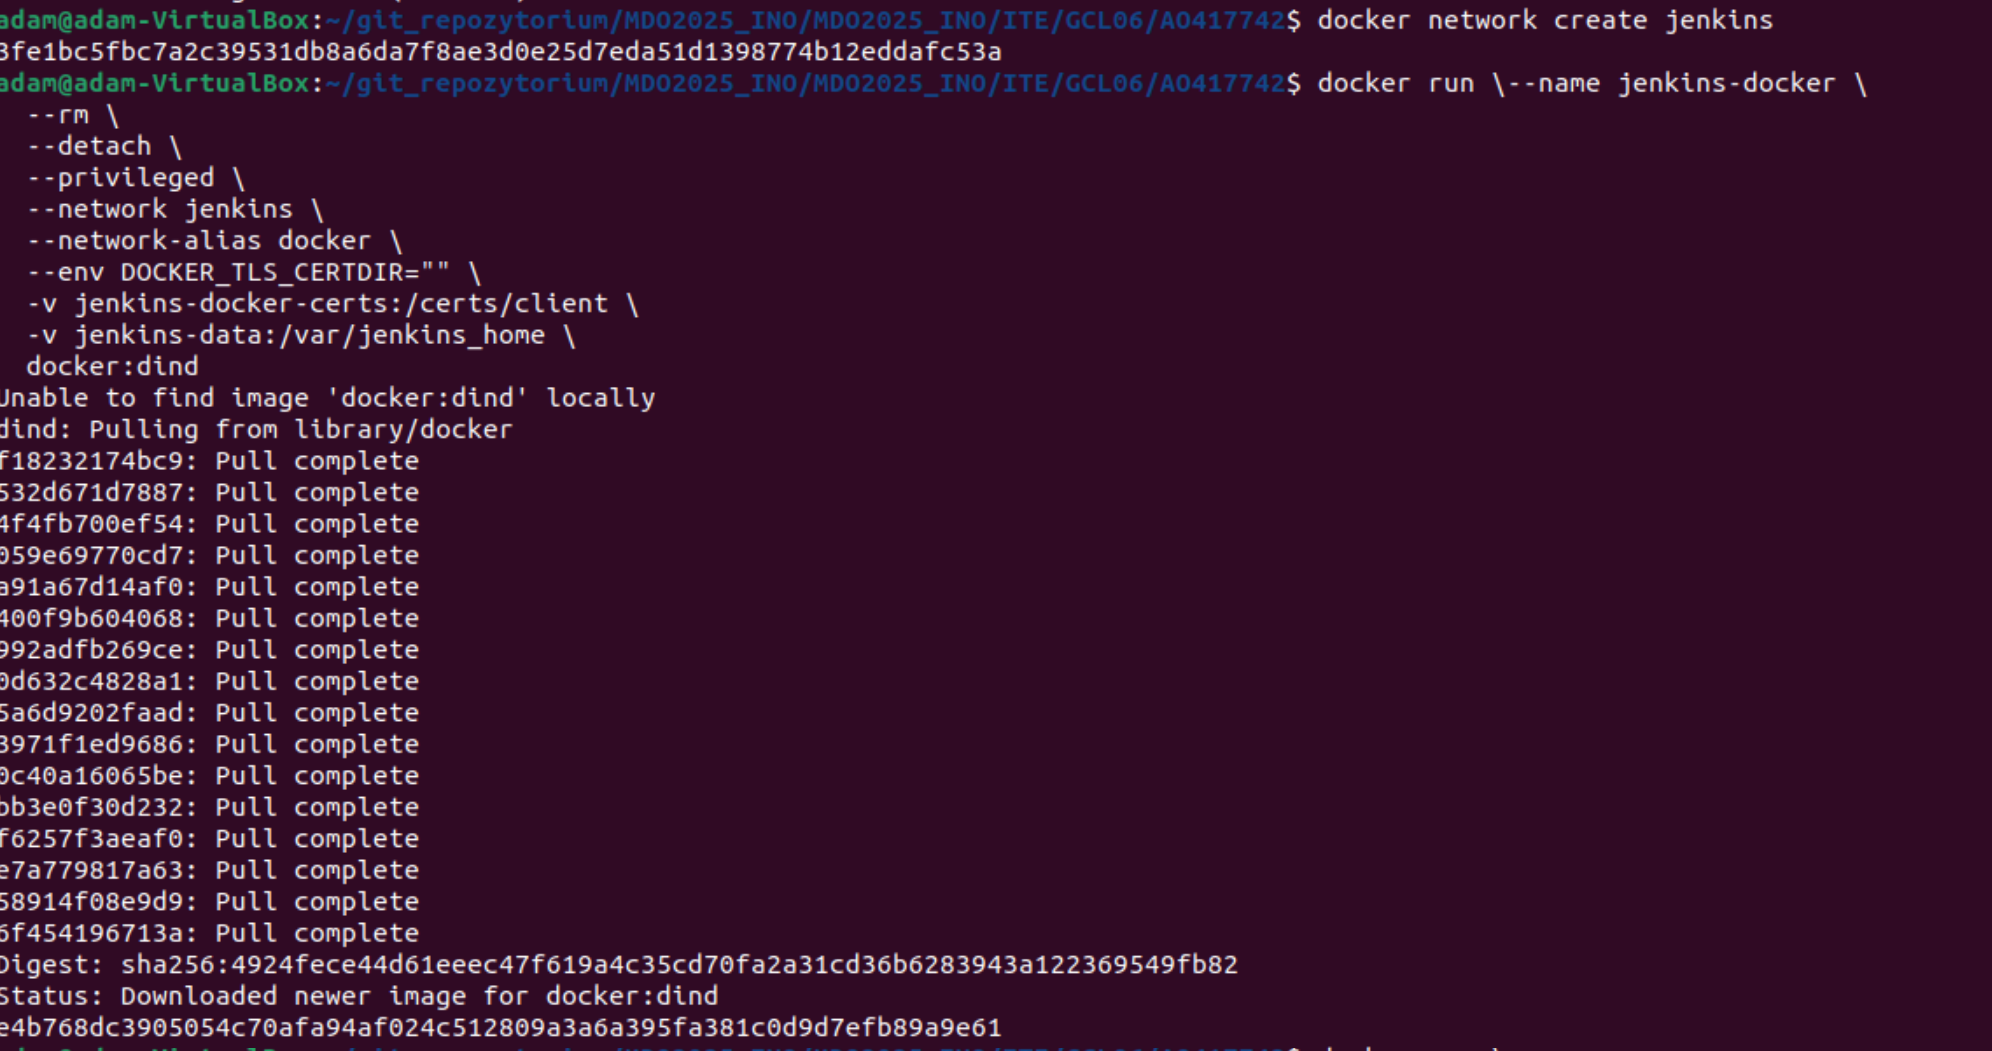 adam@adam-VirtualBox:~/git_repozytorium/MDO2025_INO/MDO2025_INO/ITE/GCL06/AO417742$ docker network create jenkins
3fe1bc5fbc7a2c39531db8a6da7f8ae3d0e25d7eda51d1398774b12eddafc53a
adam@adam-VirtualBox:~/git_repozytorium/MDO2025_INO/MDO2025_INO/ITE/GCL06/AO417742$ docker run \--name jenkins-docker \
  --rm \
  --detach \
  --privileged \
  --network jenkins \
  --network-alias docker \
  --env DOCKER_TLS_CERTDIR="" \
  -v jenkins-docker-certs:/certs/client \
  -v jenkins-data:/var/jenkins_home \
  docker:dind
Unable to find image 'docker:dind' locally
dind: Pulling from library/docker
f18232174bc9: Pull complete
532d671d7887: Pull complete
4f4fb700ef54: Pull complete
059e69770cd7: Pull complete
a91a67d14af0: Pull complete
400f9b604068: Pull complete
992adfb269ce: Pull complete
0d632c4828a1: Pull complete
5a6d9202faad: Pull complete
3971f1ed9686: Pull complete
0c40a16065be: Pull complete
bb3e0f30d232: Pull complete
f6257f3aeaf0: Pull complete
e7a779817a63: Pull complete
58914f08e9d9: Pull complete
6f454196713a: Pull complete
Digest: sha256:4924fece44d61eeec47f619a4c35cd70fa2a31cd36b6283943a122369549fb82
Status: Downloaded newer image for docker:dind
e4b768dc3905054c70afa94af024c512809a3a6a395fa381c0d9d7efb89a9e61